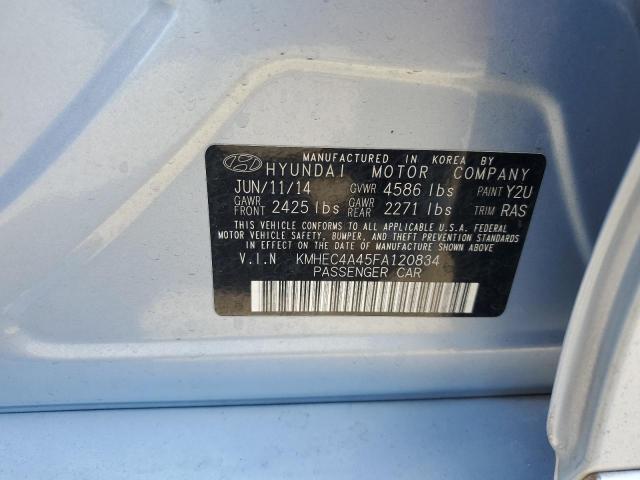 MANUFACTURED IN KOREA BY
HYUNDAI MOTOR COMPANY
JUN/11/14 GVWR 4586 lbs PAINT Y2U
GAWR FRONT 2425 lbs GAWR REAR 2271 lbs TRIM RAS
THIS VEHICLE CONFORMS TO ALL APPLICABLE U.S.A. FEDERAL
MOTOR VEHICLE SAFETY, BUMPER, AND THEFT PREVENTION STANDARDS
IN EFFECT ON THE DATE OF MANUFACTURE SHOWN ABOVE.
V.I.N KMHEC4A45FA120834
PASSENGER CAR